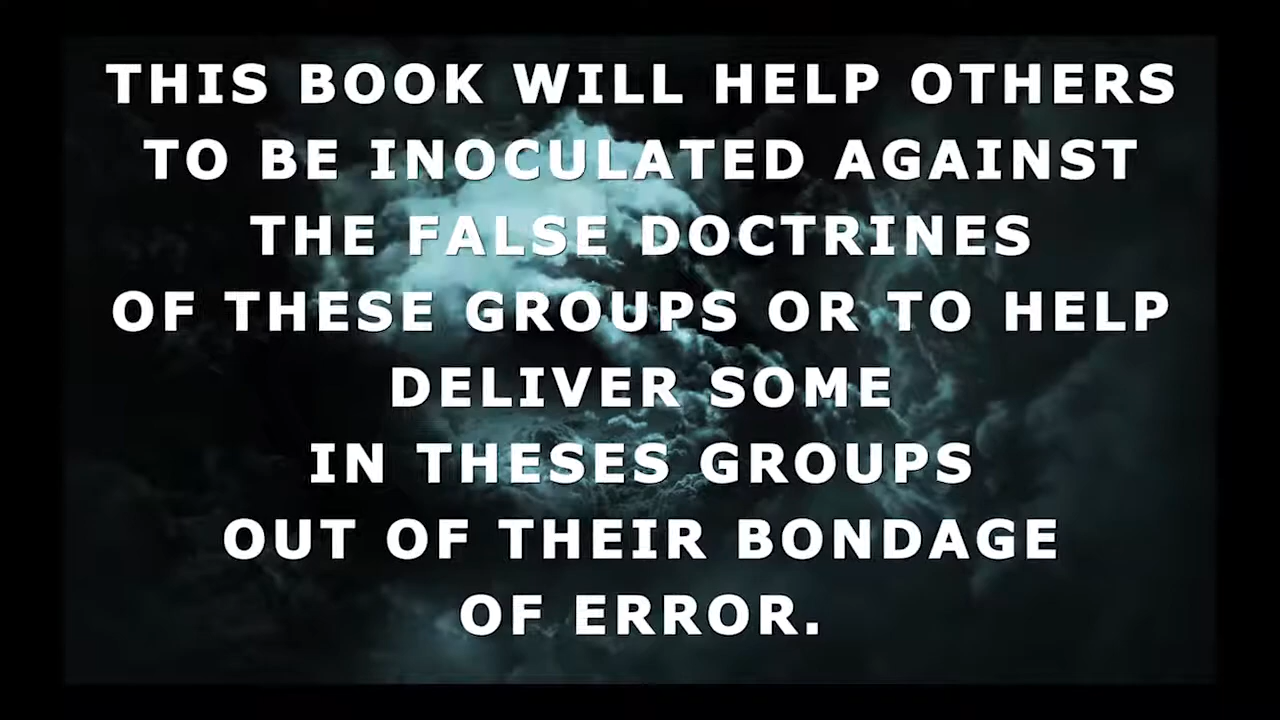 THIS BOOK WILL HELP OTHERS
TO BE INOCULATED AGAINST
THE FALSE DOCTRINES
OF THESE GROUPS OR TO HELP
DELIVER SOME
IN THESES GROUPS
OUT OF THEIR BONDAGE
OF ERROR.